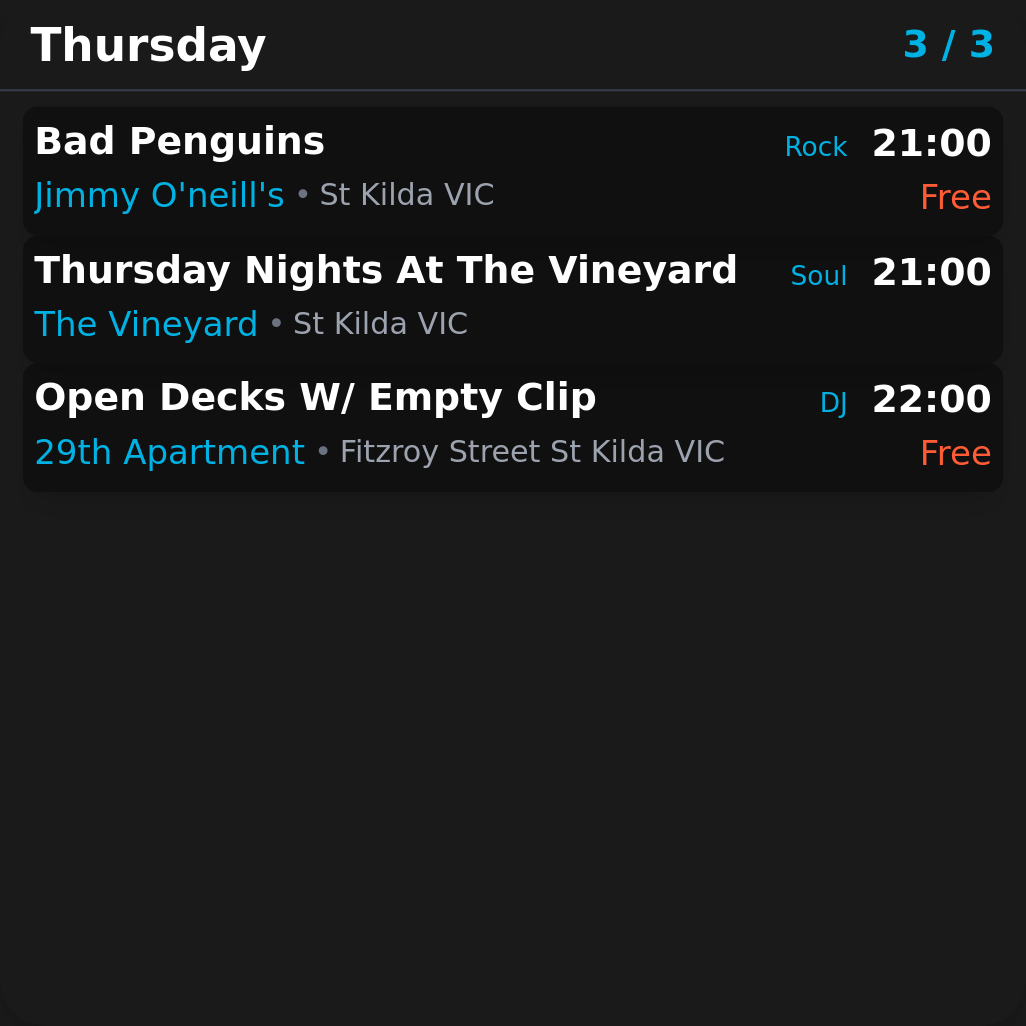 Thursday 3 / 3
Bad Penguins Rock 21:00
Jimmy O'neill's • St Kilda VIC Free
Thursday Nights At The Vineyard Soul 21:00
The Vineyard • St Kilda VIC
Open Decks W/ Empty Clip DJ 22:00
29th Apartment • Fitzroy Street St Kilda VIC Free